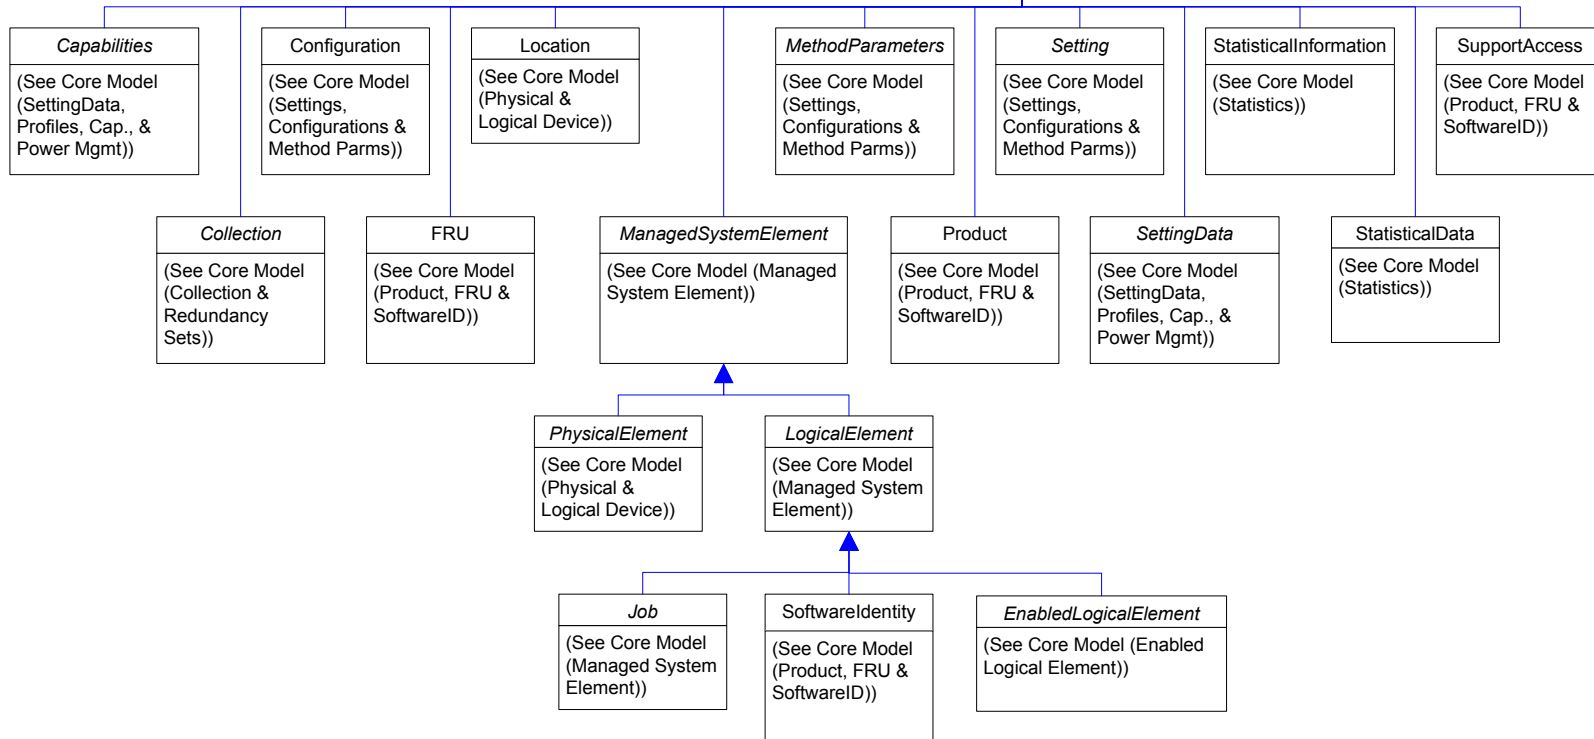 Capabilities
(See Core Model
(SettingData,
Profiles, Cap., &
Power Mgmt))
Configuration
(See Core Model
(Settings,
Configurations &
Method Parms))
Location
(See Core Model
(Physical &
Logical Device))
MethodParameters
(See Core Model
(Settings,
Configurations &
Method Parms))
Setting
(See Core Model
(Settings,
Configurations &
Method Parms))
StatisticalInformation
(See Core Model
(Statistics))
SupportAccess
(See Core Model
(Product, FRU &
SoftwareID))
Collection
(See Core Model
(Collection &
Redundancy
Sets))
FRU
(See Core Model
(Product, FRU &
SoftwareID))
ManagedSystemElement
(See Core Model (Managed
System Element))
Product
(See Core Model
(Product, FRU &
SoftwareID))
SettingData
(See Core Model
(SettingData,
Profiles, Cap., &
Power Mgmt))
StatisticalData
(See Core Model
(Statistics))
PhysicalElement
(See Core Model
(Physical &
Logical Device))
LogicalElement
(See Core Model
(Managed System
Element))
Job
(See Core Model
(Managed System
Element))
SoftwareIdentity
(See Core Model
(Product, FRU &
SoftwareID))
EnabledLogicalElement
(See Core Model (Enabled
Logical Element))